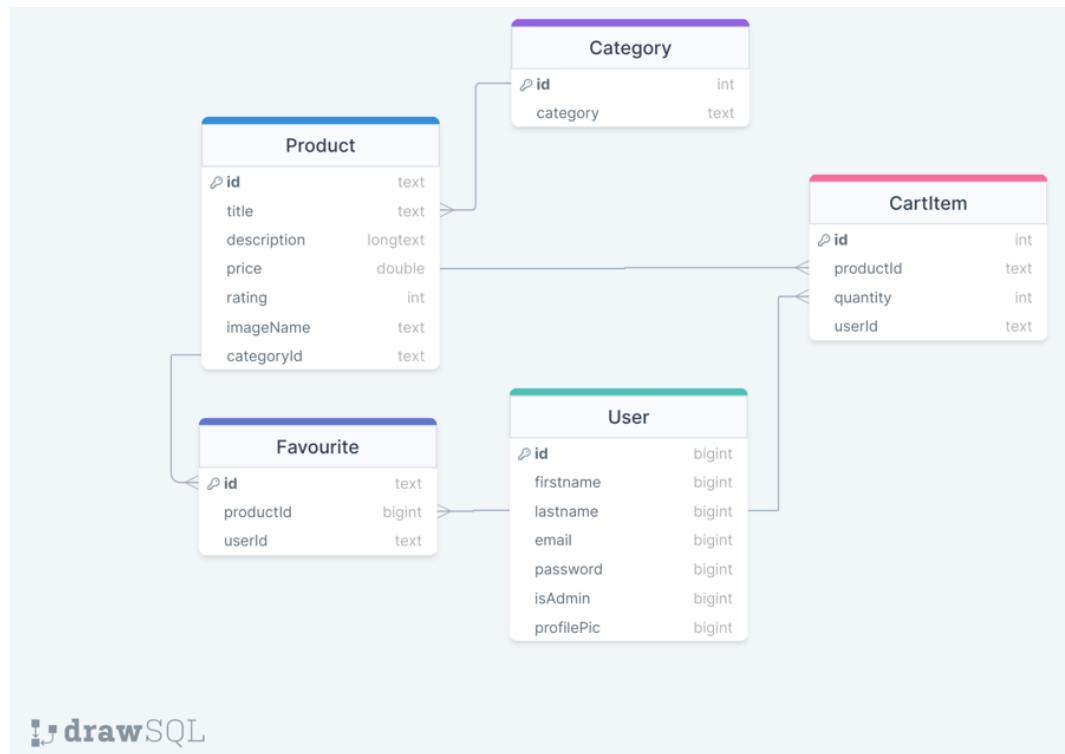 Category
id int
category text
Product
id text
title text
description longtext
price double
rating int
imageName text
categoryId text
CartItem
id int
productId text
quantity int
userId text
Favourite
id text
productId bigint
userId text
User
id bigint
firstname bigint
lastname bigint
email bigint
password bigint
isAdmin bigint
profilePic bigint
drawSQL